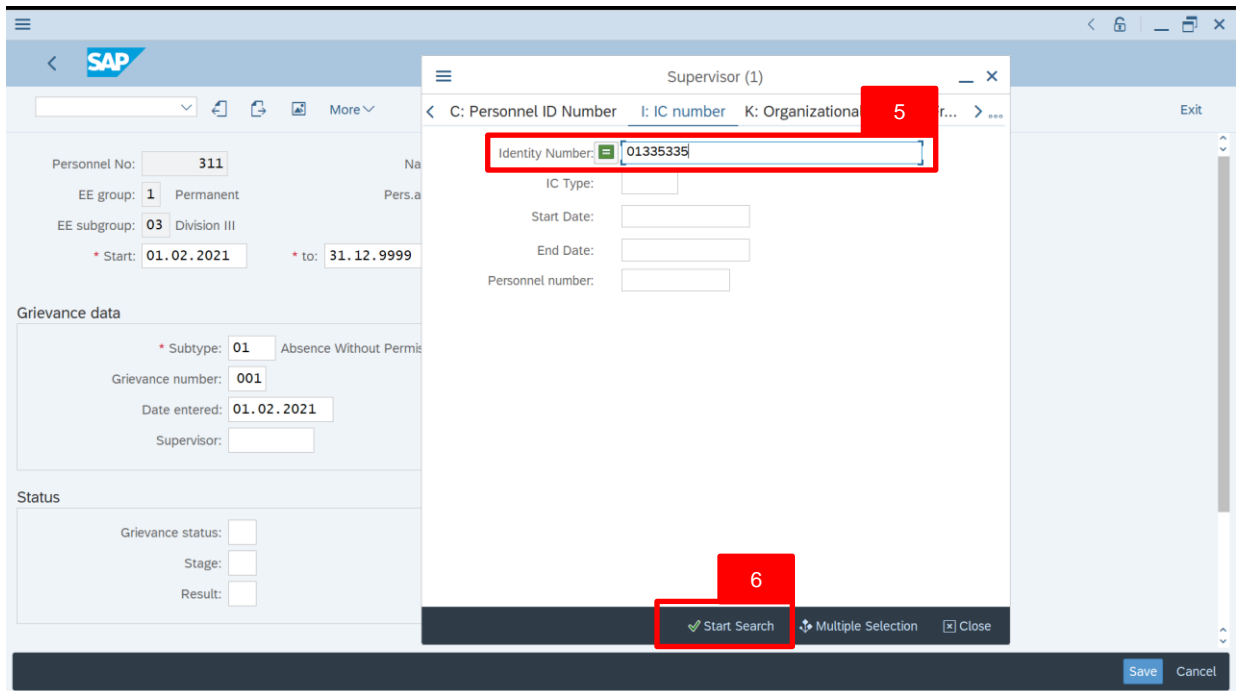 SAP
Supervisor (1)
More
C: Personnel ID Number I: IC number K: Organizational r... ...
5
Exit
Personnel No: 311 Na
EE group: 1 Permanent Pers.a
EE subgroup: 03 Division III
* Start: 01.02.2021 * to: 31.12.9999
Identity Number: = 01335335
IC Type:
Start Date:
End Date:
Personnel number:
Grievance data
* Subtype: 01 Absence Without Permis
Grievance number: 001
Date entered: 01.02.2021
Supervisor:
Status
Grievance status:
Stage:
Result:
6
Start Search Multiple Selection Close
Save Cancel